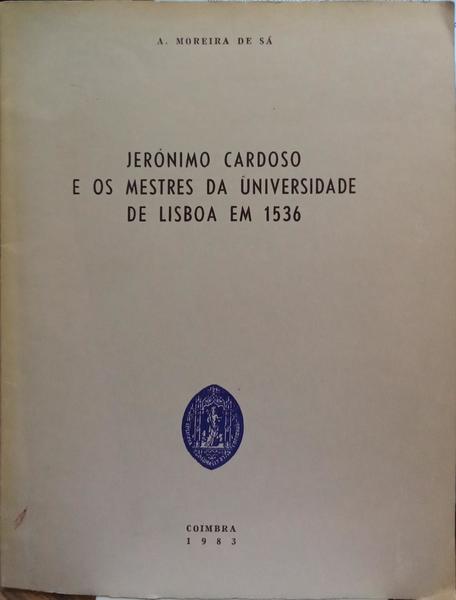 A. MOREIRA DE SÁ
JERÓNIMO CARDOSO
E OS MESTRES DA UNIVERSIDADE
DE LISBOA EM 1536
COIMBRA
1983